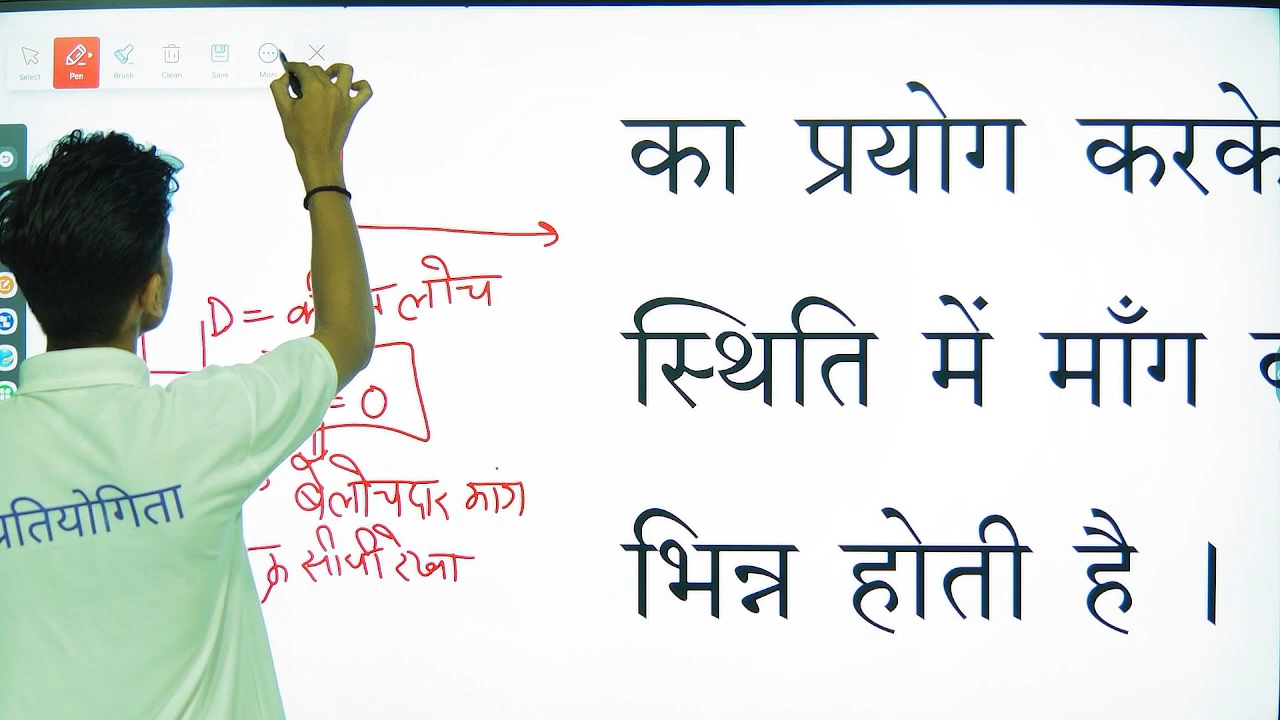 Select Pen Brush Clean Save More
का प्रयोग करके
स्थिति में माँग
भिन्न होती है ।
D = लोच
= 0
बेलोचदार मांग
सीधी रेखा
प्रतियोगिता